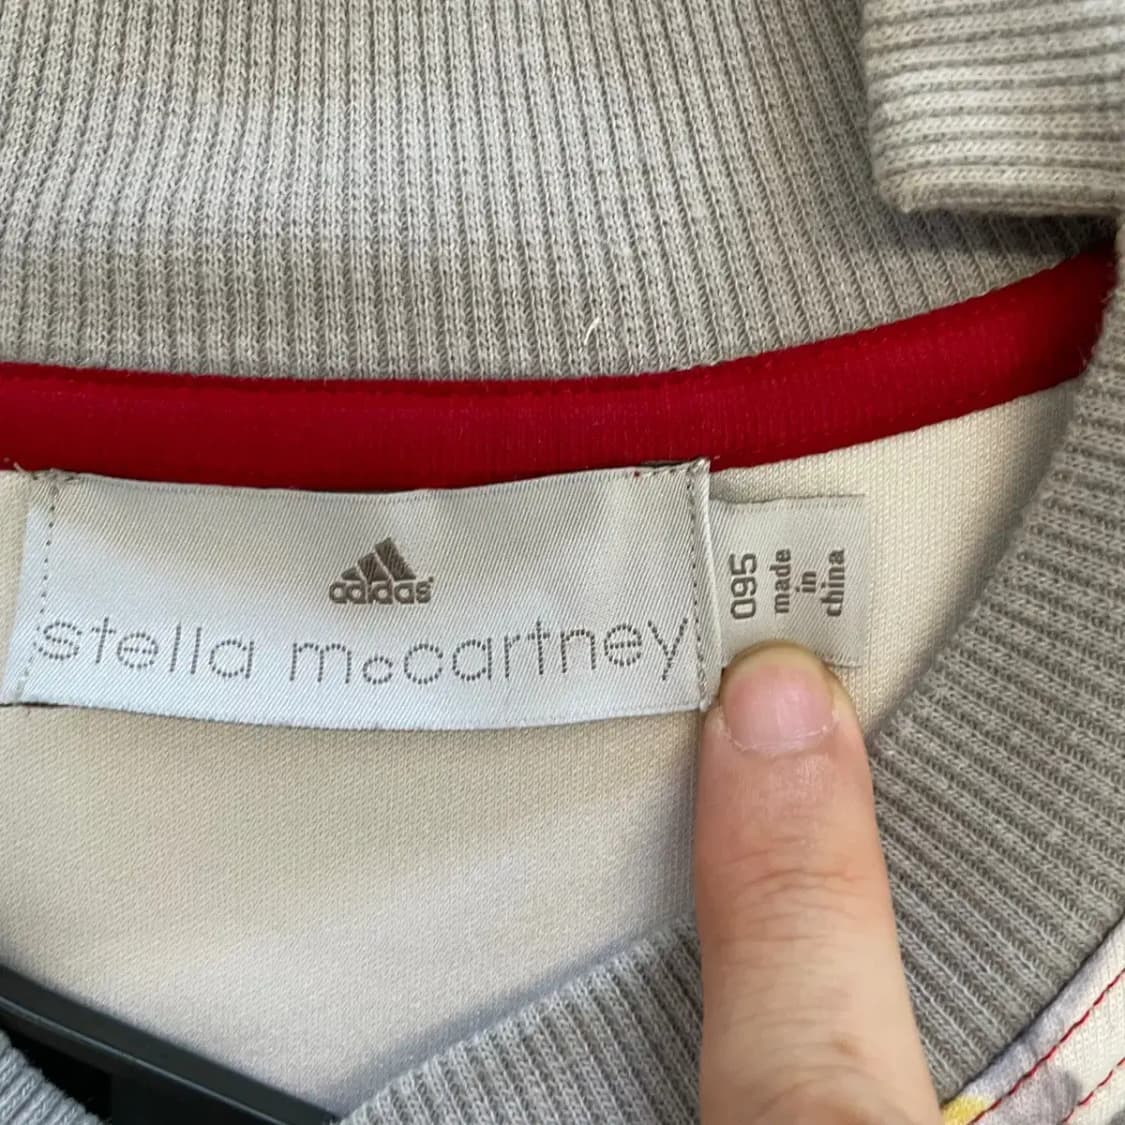 adidas
stella mccartney
095
made
in
china